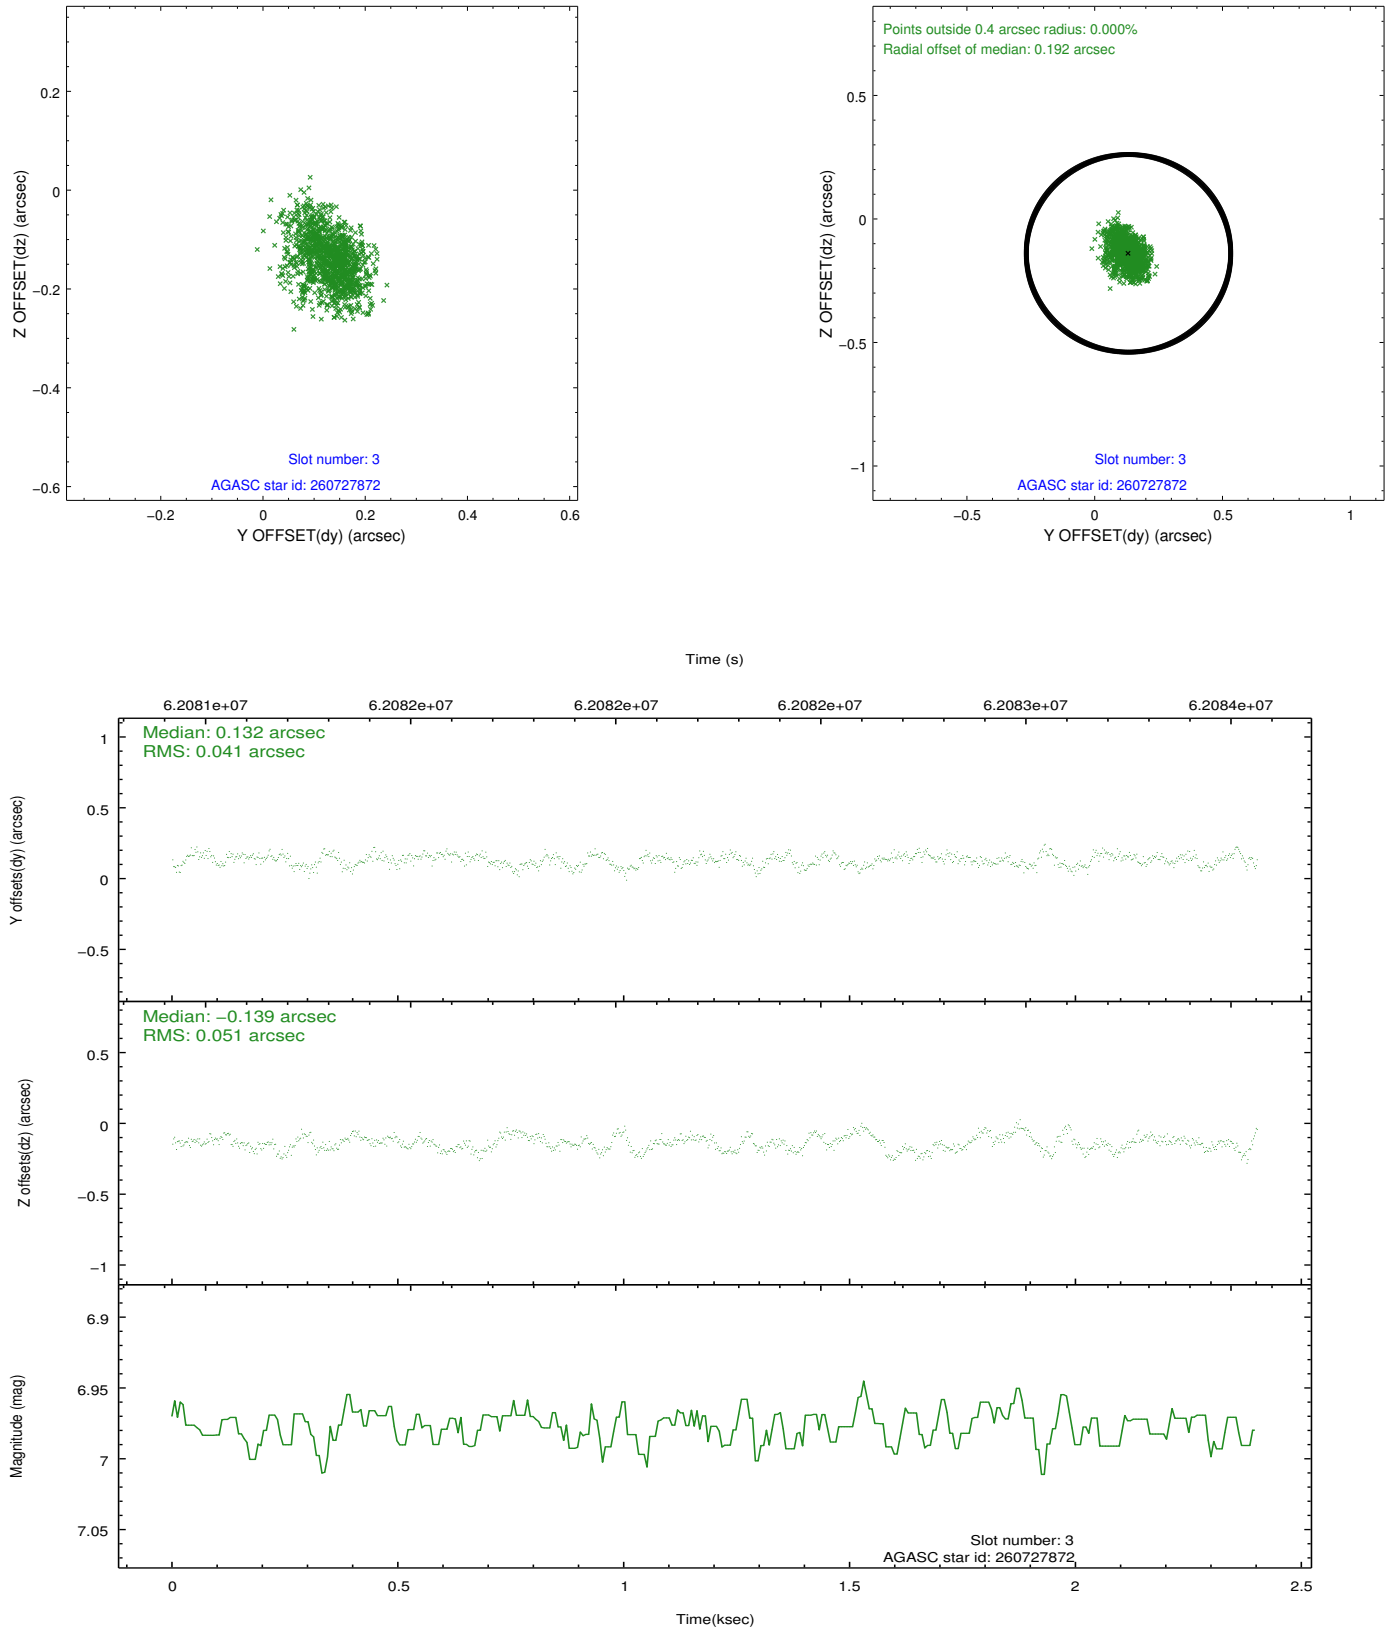 0.2
0
−0.2
−0.4
−0.6
Z OFFSET(dz) (arcsec)
Slot number: 3
AGASC star id: 260727872
−0.2
0
0.2
0.4
0.6
Y OFFSET(dy) (arcsec)
Points outside 0.4 arcsec radius: 0.000%
Radial offset of median: 0.192 arcsec
0.5
0
−0.5
−1
Z OFFSET(dz) (arcsec)
Slot number: 3
AGASC star id: 260727872
−0.5
0
0.5
1
Y OFFSET(dy) (arcsec)
Time (s)
6.2081e+07
6.2082e+07
6.2082e+07
6.2082e+07
6.2083e+07
6.2084e+07
Median: 0.132 arcsec
RMS: 0.041 arcsec
1
0.5
0
−0.5
Y offsets(dy) (arcsec)
Median: −0.139 arcsec
RMS: 0.051 arcsec
0.5
0
−0.5
−1
Z offsets(dz) (arcsec)
6.9
6.95
7
7.05
Magnitude (mag)
Slot number: 3
AGASC star id: 260727872
0
0.5
1
1.5
2
2.5
Time(ksec)